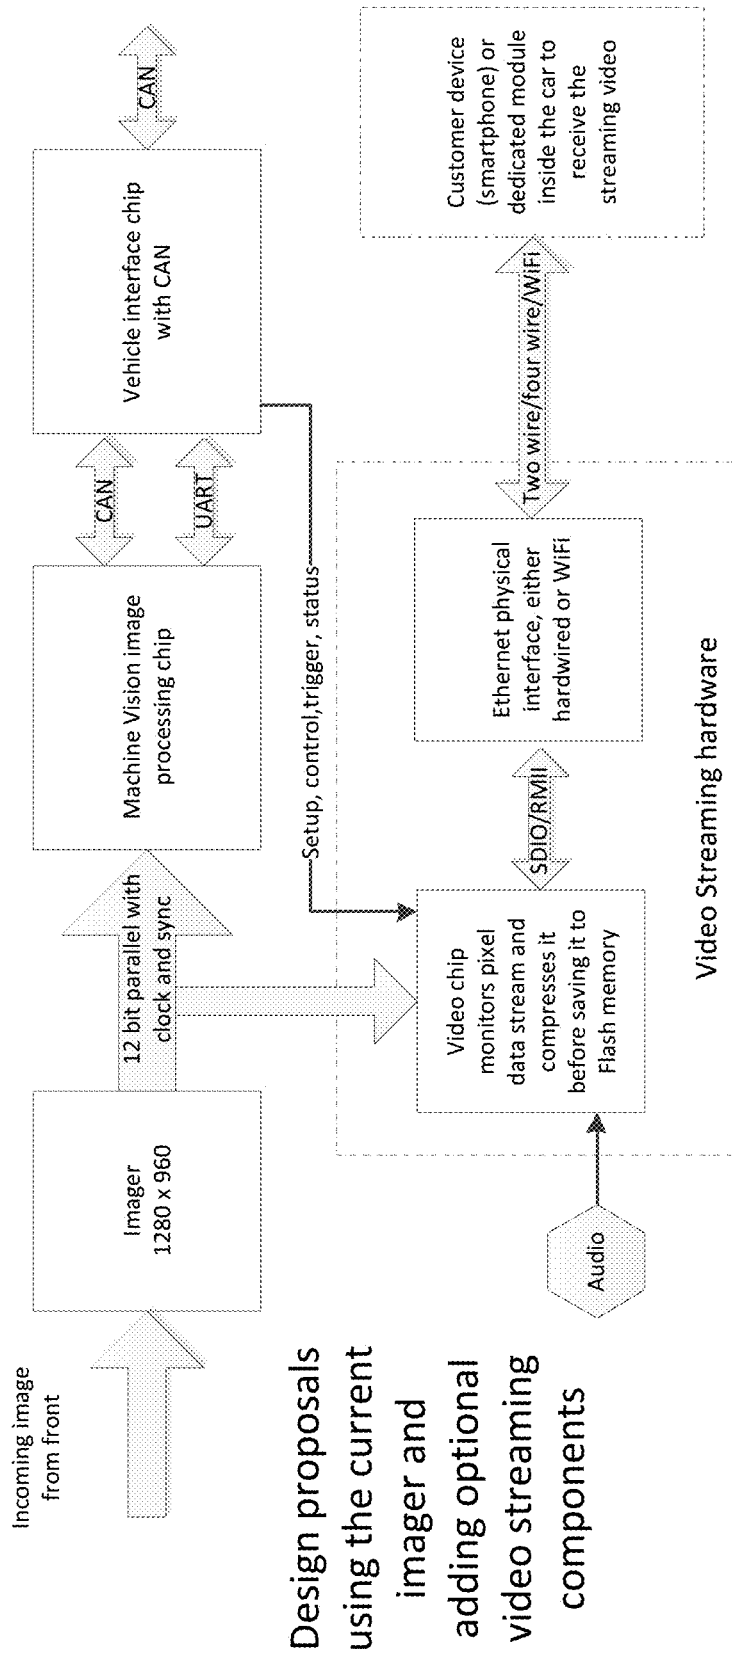 Incoming image
from front
Imager
1280 x 960
12 bit parallel with
clock and sync
Machine Vision image
processing chip
CAN
UART
Vehicle interface chip
with CAN
CAN
Setup, control,trigger, status
Design proposals
using the current
imager and
adding optional
video streaming
components
Audio
Video chip
monitors pixel
data stream and
compresses it
before saving it to
Flash memory
SDIO/RMII
Ethernet physical
interface, either
hardwired or WiFi
Two wire/four wire/WiFi
Customer device
(smartphone) or
dedicated module
inside the car to
receive the
streaming video
Video Streaming hardware